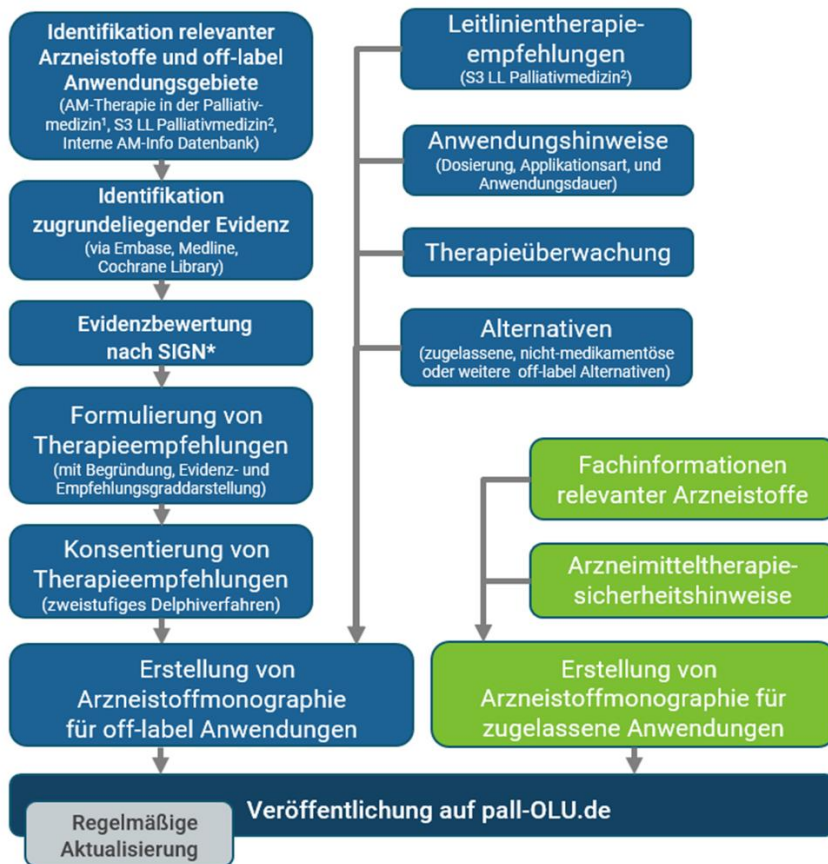 Identifikation relevanter
Arzneistoffe und off-label
Anwendungsgebiete
(AM-Therapie in der Palliativ-
medizin¹, S3 LL Palliativmedizin²,
Interne AM-Info Datenbank)
Identifikation
zugrundeliegender Evidenz
(via Embase, Medline,
Cochrane Library)
Evidenzbewertung
nach SIGN*
Formulierung von
Therapieempfehlungen
(mit Begründung, Evidenz- und
Empfehlungsgraddarstellung)
Konsentierung von
Therapieempfehlungen
(zweistufiges Delphiverfahren)
Erstellung von
Arzneistoffmonographie
für off-label Anwendungen
Leitlinientherapie-
empfehlungen
(S3 LL Palliativmedizin²)
Anwendungshinweise
(Dosierung, Applikationsart, und
Anwendungsdauer)
Therapieüberwachung
Alternativen
(zugelassene, nicht-medikamentöse
oder weitere off-label Alternativen)
Fachinformationen
relevanter Arzneistoffe
Arzneimitteltherapie-
sicherheitshinweise
Erstellung von
Arzneistoffmonographie für
zugelassene Anwendungen
Veröffentlichung auf pall-OLU.de
Regelmäßige
Aktualisierung